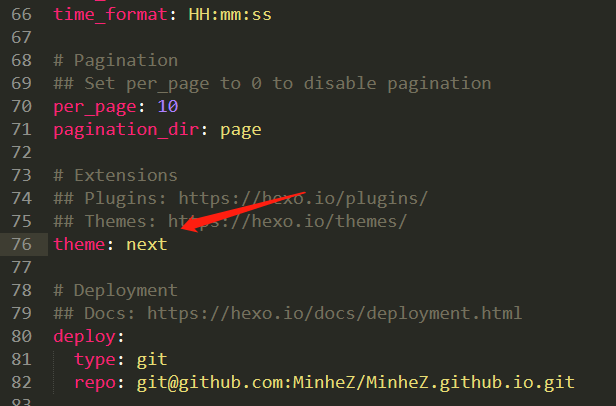 66 time_format: HH:mm:ss
67
68 # Pagination
69 ## Set per_page to 0 to disable pagination
70 per_page: 10
71 pagination_dir: page
72
73 # Extensions
74 ## Plugins: https://hexo.io/plugins/
75 ## Themes: https://hexo.io/themes/
76 theme: next
77
78 # Deployment
79 ## Docs: https://hexo.io/docs/deployment.html
80 deploy:
81 type: git
82 repo: git@github.com:MinheZ/MinheZ.github.io.git